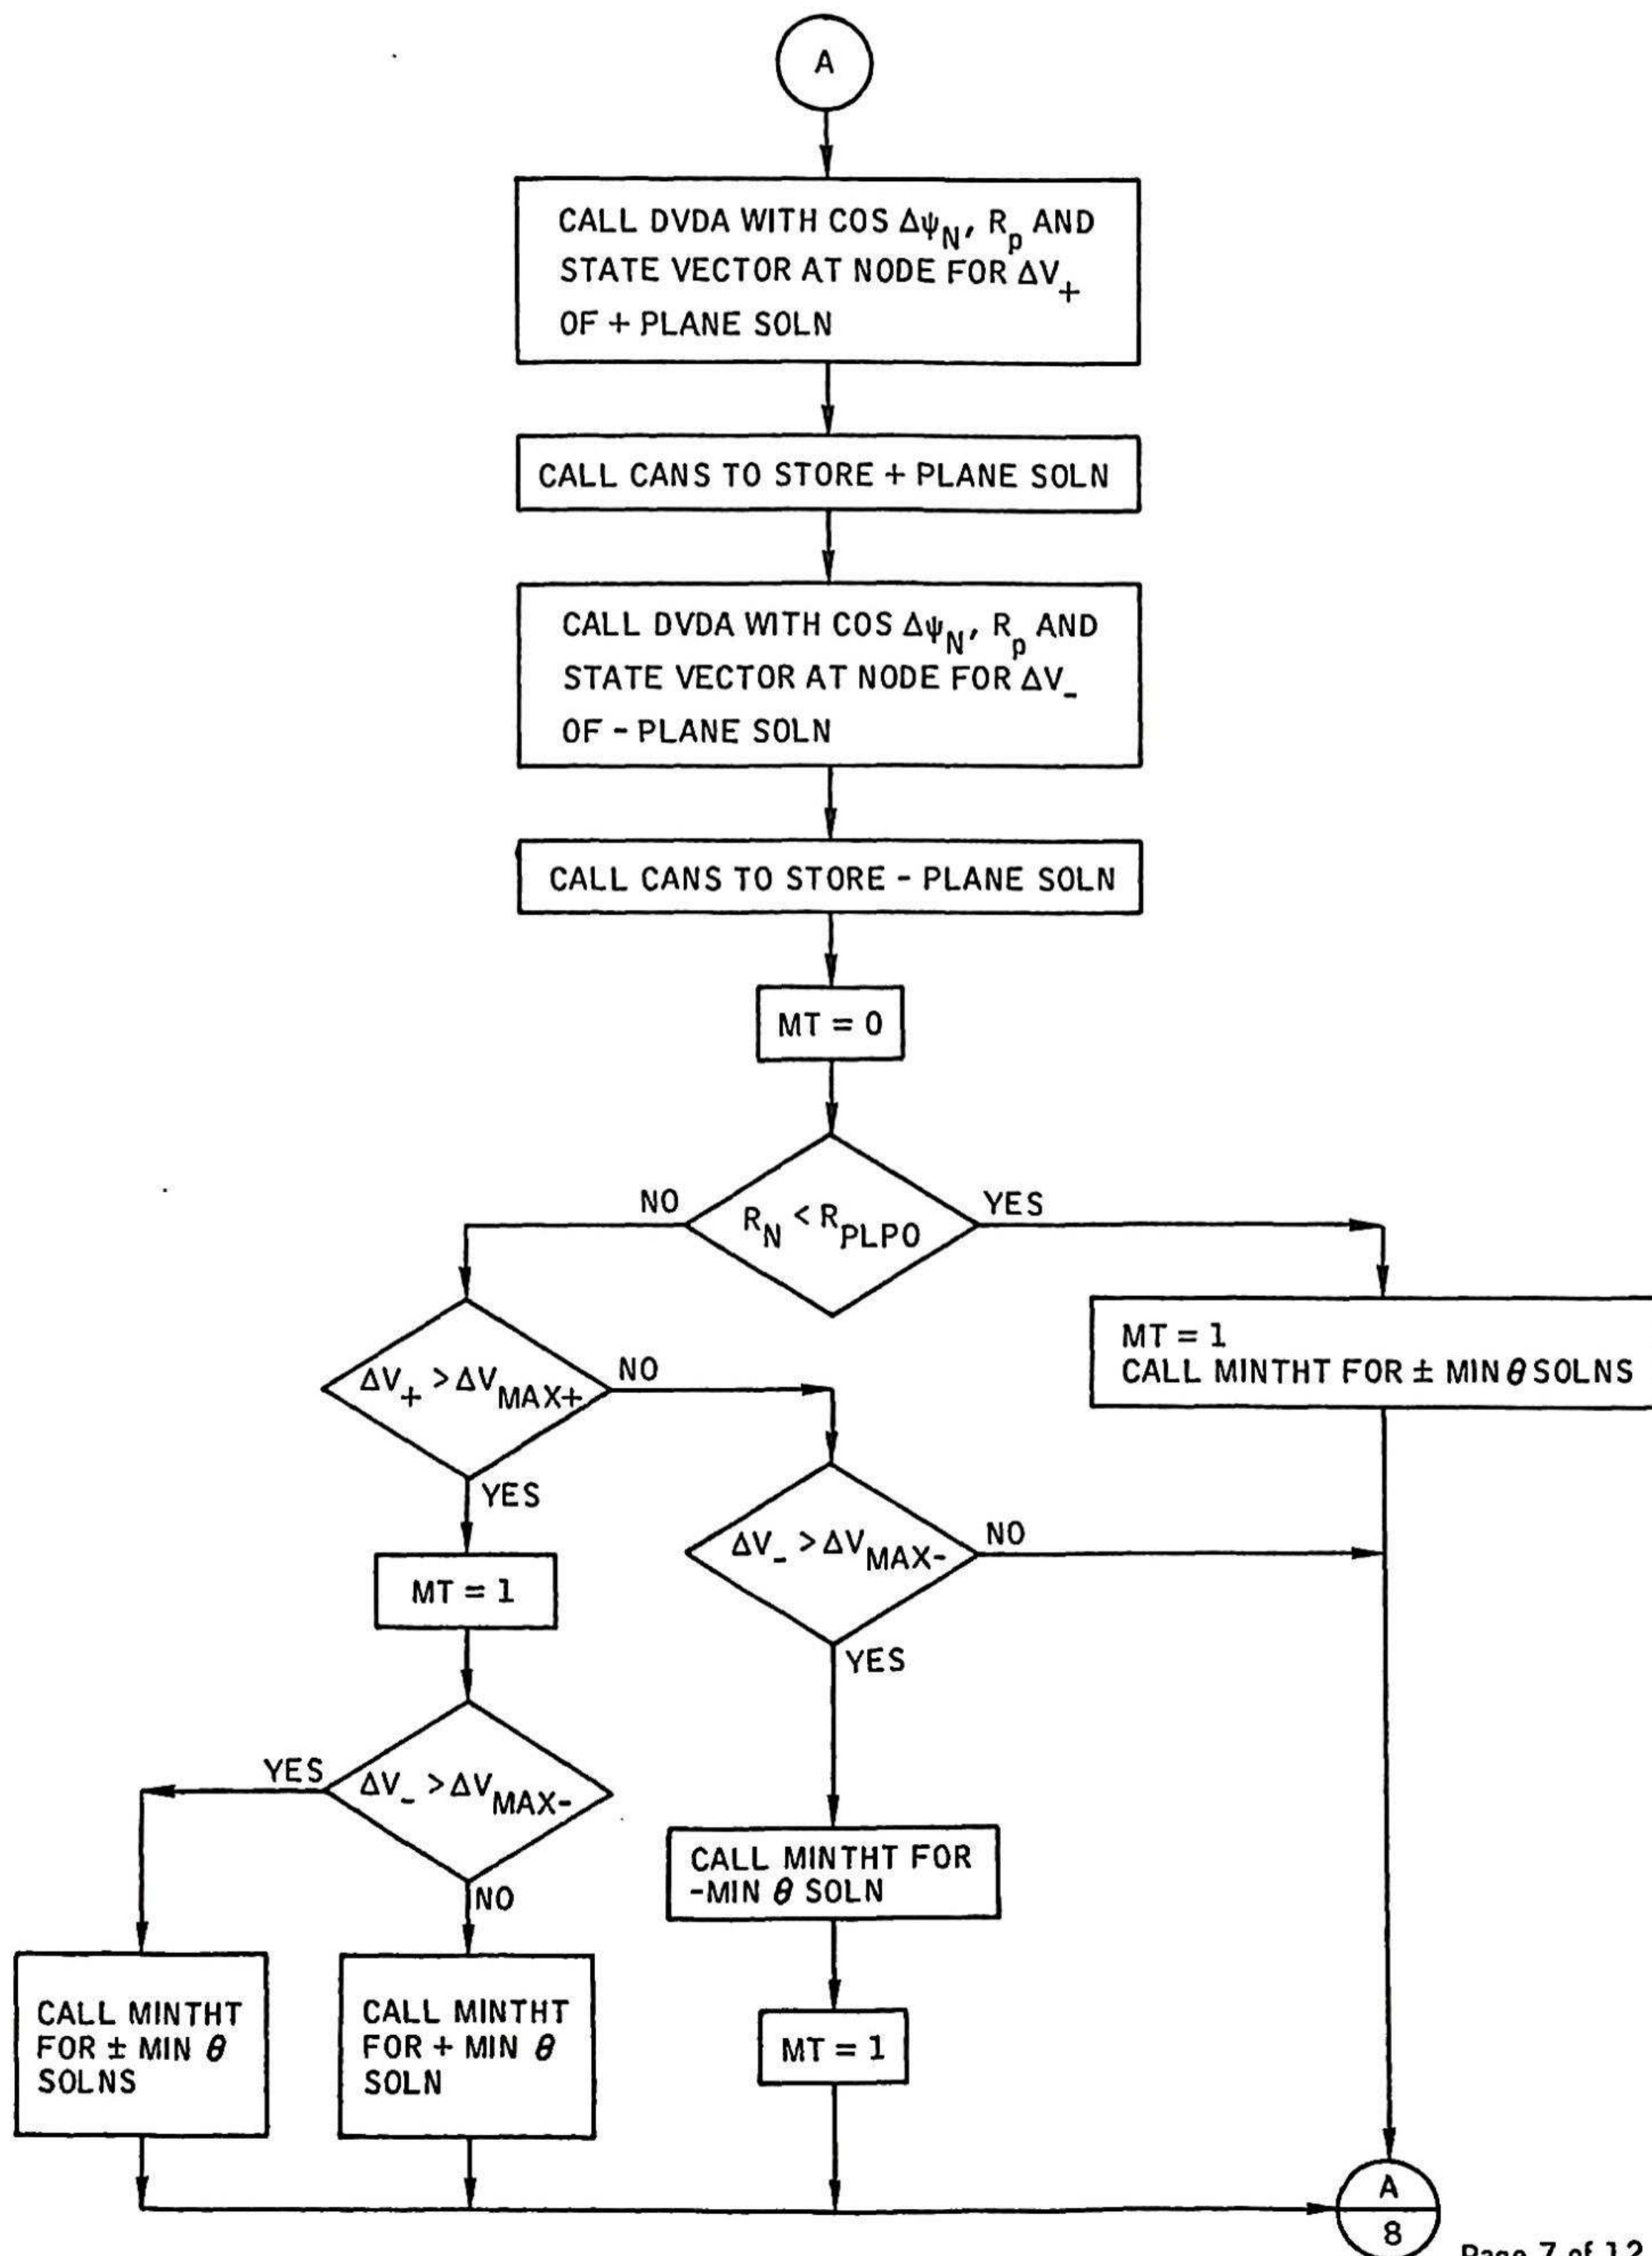 A
CALL DVDA WITH COS Δψ_N, R_p AND
STATE VECTOR AT NODE FOR ΔV_+
OF + PLANE SOLN
CALL CANS TO STORE + PLANE SOLN
CALL DVDA WITH COS Δψ_N, R_p AND
STATE VECTOR AT NODE FOR ΔV_-
OF - PLANE SOLN
CALL CANS TO STORE - PLANE SOLN
MT = 0
NO
R_N < R_PLPO
YES
MT = 1
CALL MINTHT FOR ± MIN θ SOLNS
ΔV_+ > ΔV_MAX+
NO
YES
ΔV_- > ΔV_MAX-
NO
YES
MT = 1
YES
ΔV_- > ΔV_MAX-
NO
CALL MINTHT FOR
-MIN θ SOLN
CALL MINTHT
FOR ± MIN θ
SOLNS
CALL MINTHT
FOR + MIN θ
SOLN
MT = 1
A
8
Page 7 of 12